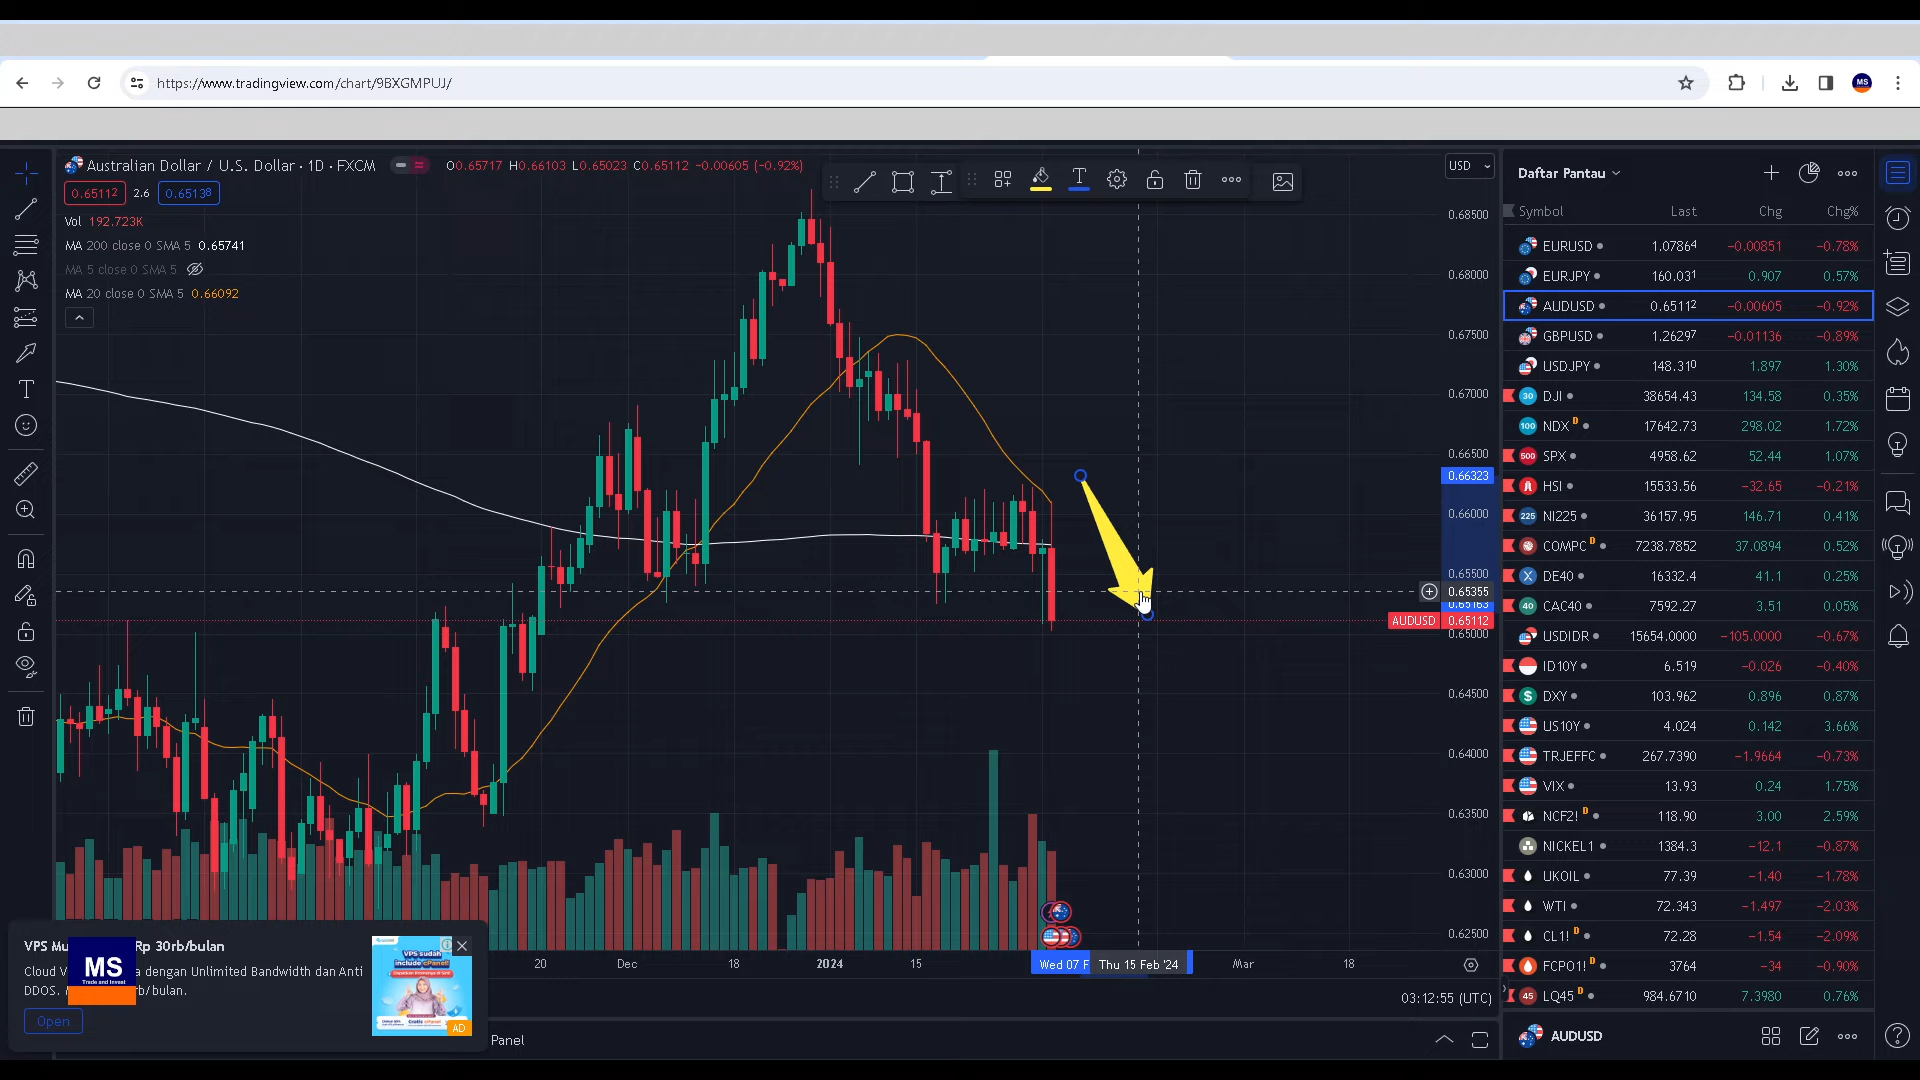 https://www.tradingview.com/chart/9BXGMPUJ/
MS
Australian Dollar / U.S. Dollar · 1D · FXCM
O0.65717 H0.66103 L0.65023 C0.65112 −0.00605 (−0.92%)
0.65112 2.6 0.65138
Vol 192.723K
MA 200 close 0 SMA 5 0.65741
MA 5 close 0 SMA 5
MA 20 close 0 SMA 5 0.66092
USD
0.68500
0.68000
0.67500
0.67000
0.66500
0.66323
0.66000
0.65500
0.65355
0.65163
AUDUSD 0.65112
0.65000
0.64500
0.64000
0.63500
0.63000
0.62500
20 Dec 18 2024 15 Wed 07 F Thu 15 Feb '24 Mar 18
03:12:55 (UTC)
Panel
Daftar Pantau
Symbol Last Chg Chg%
EURUSD 1.07864 −0.00851 −0.78%
EURJPY 160.031 0.907 0.57%
AUDUSD 0.65112 −0.00605 −0.92%
GBPUSD 1.26297 −0.01136 −0.89%
USDJPY 148.310 1.897 1.30%
30 DJI 38654.43 134.58 0.35%
100 NDX D 17642.73 298.02 1.72%
500 SPX 4958.62 52.44 1.07%
HSI 15533.56 −32.65 −0.21%
225 NI225 36157.95 146.71 0.41%
COMPC D 7238.7852 37.0894 0.52%
DE40 16332.4 41.1 0.25%
40 CAC40 7592.27 3.51 0.05%
USDIDR 15654.0000 −105.0000 −0.67%
ID10Y 6.519 −0.026 −0.40%
$ DXY 103.962 0.896 0.87%
US10Y 4.024 0.142 3.66%
TRJEFFC 267.7390 −1.9664 −0.73%
VIX 13.93 0.24 1.75%
NCF2! D 118.90 3.00 2.59%
NICKEL1 1384.3 −12.1 −0.87%
UKOIL 77.39 −1.40 −1.78%
WTI 72.343 −1.497 −2.03%
CL1! D 72.28 −1.54 −2.09%
FCPO1! D 3764 −34 −0.90%
45 LQ45 D 984.6710 7.3980 0.76%
AUDUSD
VPS Mu Rp 30rb/bulan
Cloud V a dengan Unlimited Bandwidth dan Anti
DDOS. rb/bulan.
Open
MS
Trade and Invest
VPS sudah
include cPanel!
AD